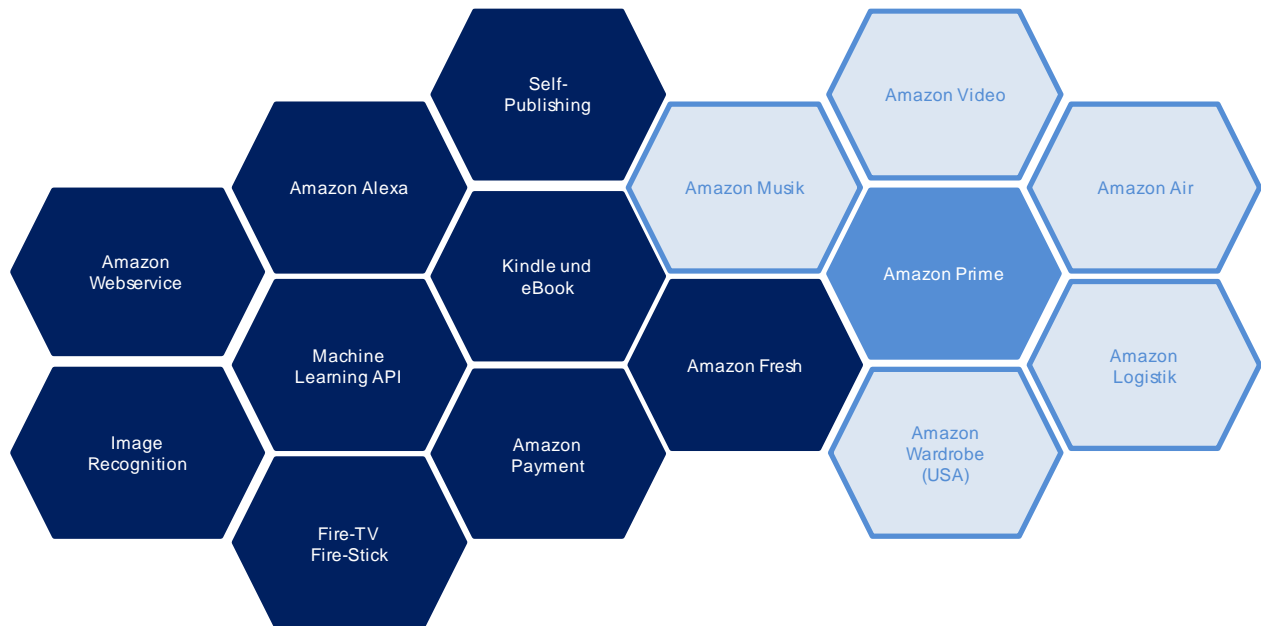 Self-
Publishing
Amazon Video
Amazon Alexa
Amazon Musik
Amazon Air
Amazon
Webservice
Kindle und
eBook
Amazon Prime
Machine
Learning API
Amazon Fresh
Amazon
Logistik
Image
Recognition
Amazon
Payment
Amazon
Wardrobe
(USA)
Fire-TV
Fire-Stick